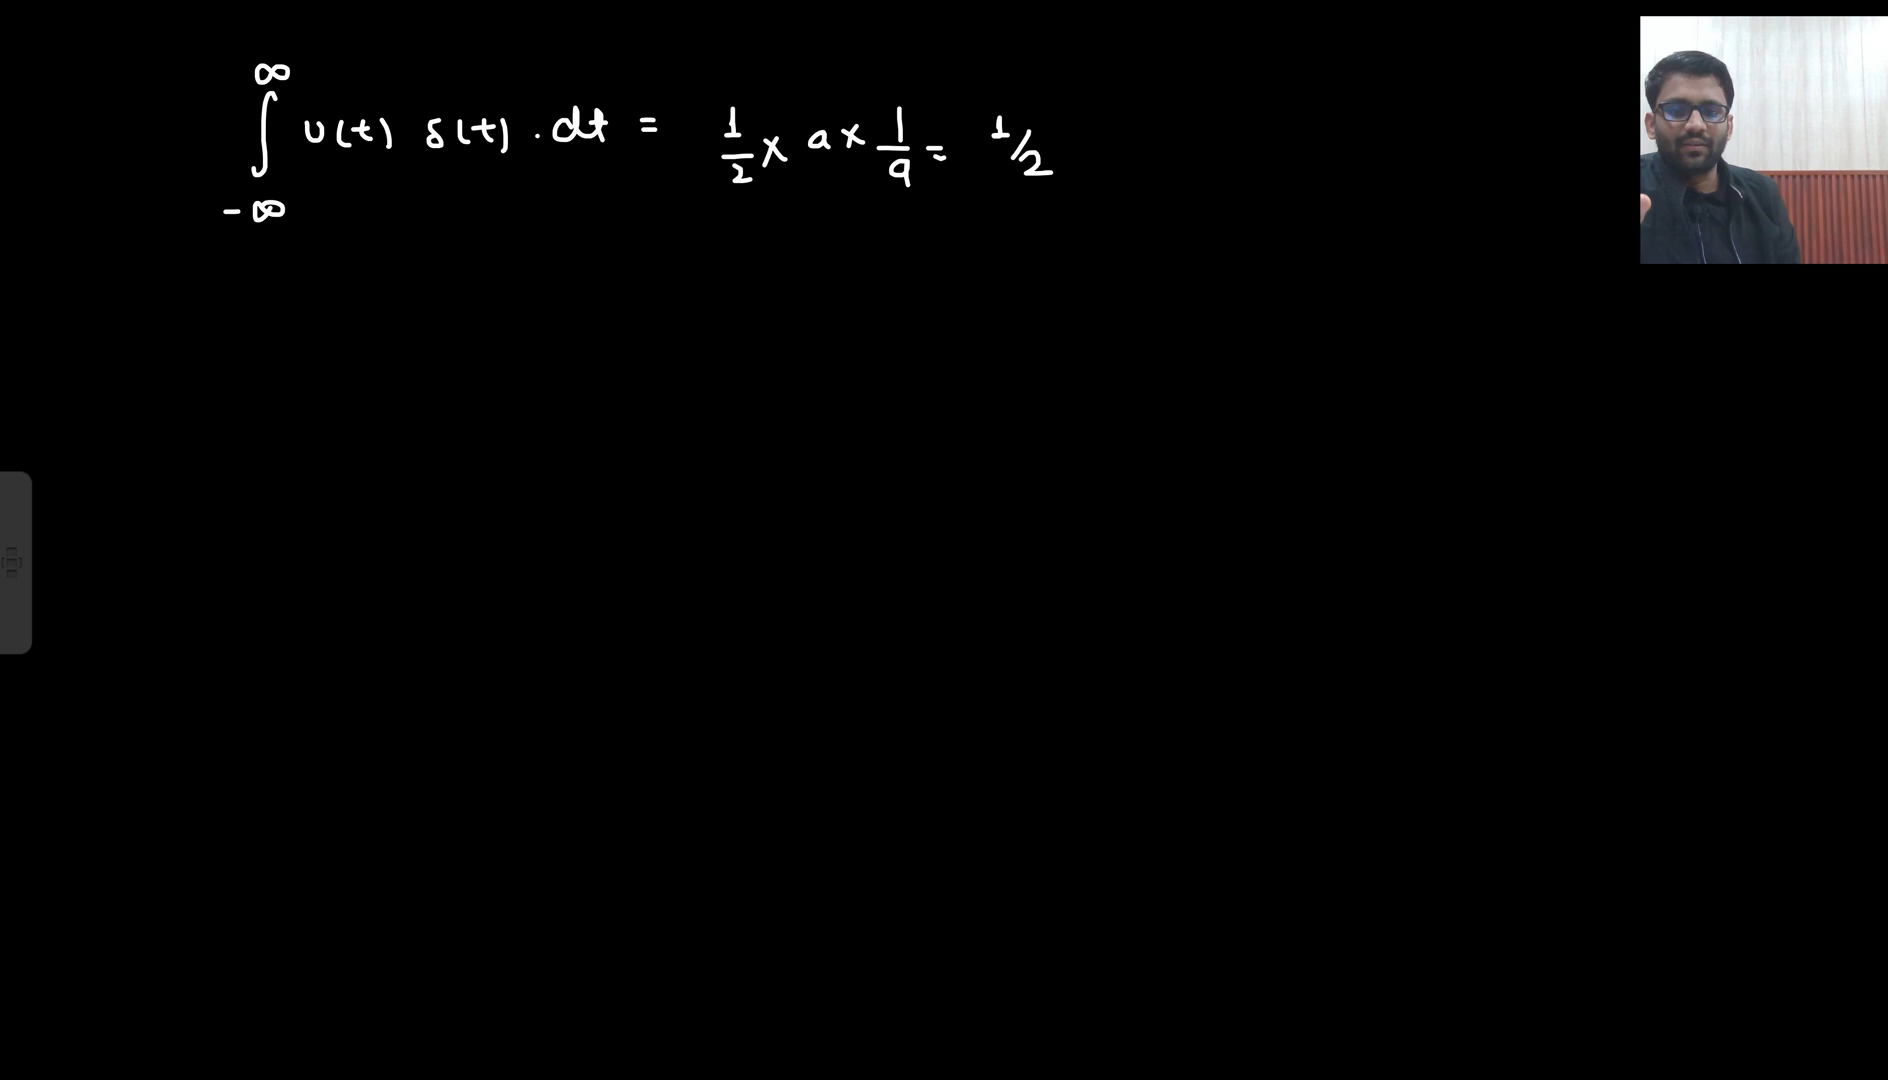 ∞
∫ u(t) δ(t) . dt = 1/2 x a x 1/a = 1/2
- ∞